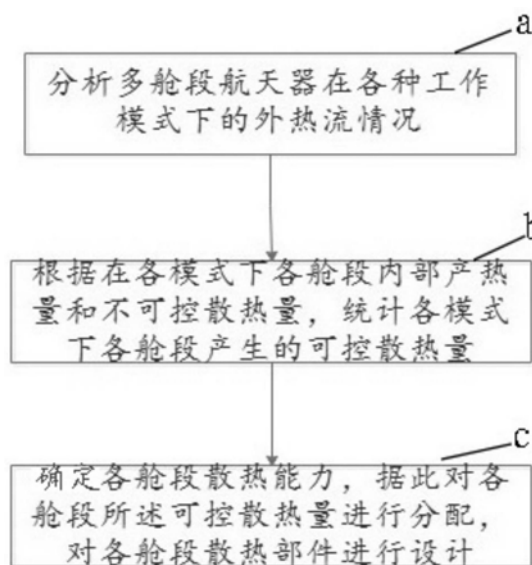 a
分析多舱段航天器在各种工作
模式下的外热流情况
b
根据在各模式下各舱段内部产热
量和不可控散热量，统计各模式
下各舱段产生的可控散热量
c
确定各舱段散热能力，据此对各
舱段所述可控散热量进行分配，
对各舱段散热部件进行设计